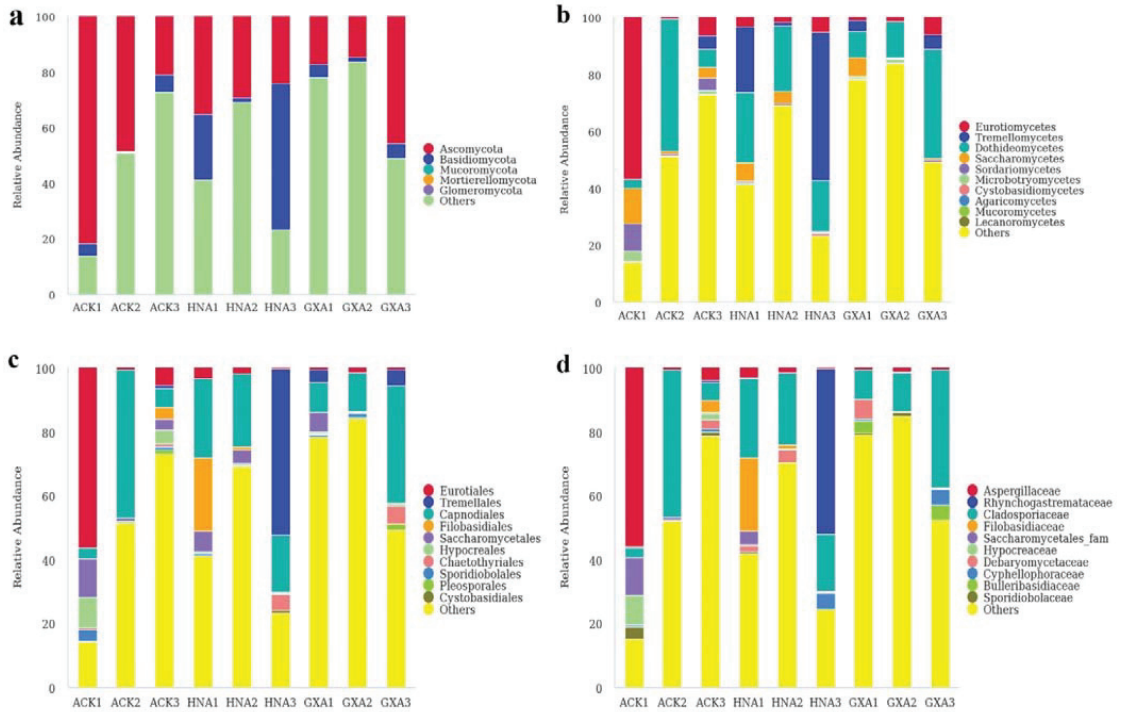 a
100
80
60
40
20
0
Relative Abundance
ACK1 ACK2 ACK3 HNA1 HNA2 HNA3 GXA1 GXA2 GXA3
Ascomycota
Basidiomycota
Mucoromycota
Mortierellomycota
Glomeromycota
Others
b
100
80
60
40
20
0
Relative Abundance
ACK1 ACK2 ACK3 HNA1 HNA2 HNA3 GXA1 GXA2 GXA3
Eurotiomycetes
Tremellomycetes
Dothideomycetes
Saccharomycetes
Sordariomycetes
Microbotryomycetes
Cystobasidiomycetes
Agaricomycetes
Mucoromycetes
Lecanoromycetes
Others
c
100
80
60
40
20
0
Relative Abundance
ACK1 ACK2 ACK3 HNA1 HNA2 HNA3 GXA1 GXA2 GXA3
Eurotiales
Tremellales
Capnodiales
Filobasidiales
Saccharomycetales
Hypocreales
Chaetothyriales
Sporidiobolales
Pleosporales
Cystobasidiales
Others
d
100
80
60
40
20
0
Relative Abundance
ACK1 ACK2 ACK3 HNA1 HNA2 HNA3 GXA1 GXA2 GXA3
Aspergillaceae
Rhynchogastremataceae
Cladosporiaceae
Filobasidiaceae
Saccharomycetales_fam
Hypocreaceae
Debaryomycetaceae
Cyphellophoraceae
Bulleribasidiaceae
Sporidiobolaceae
Others